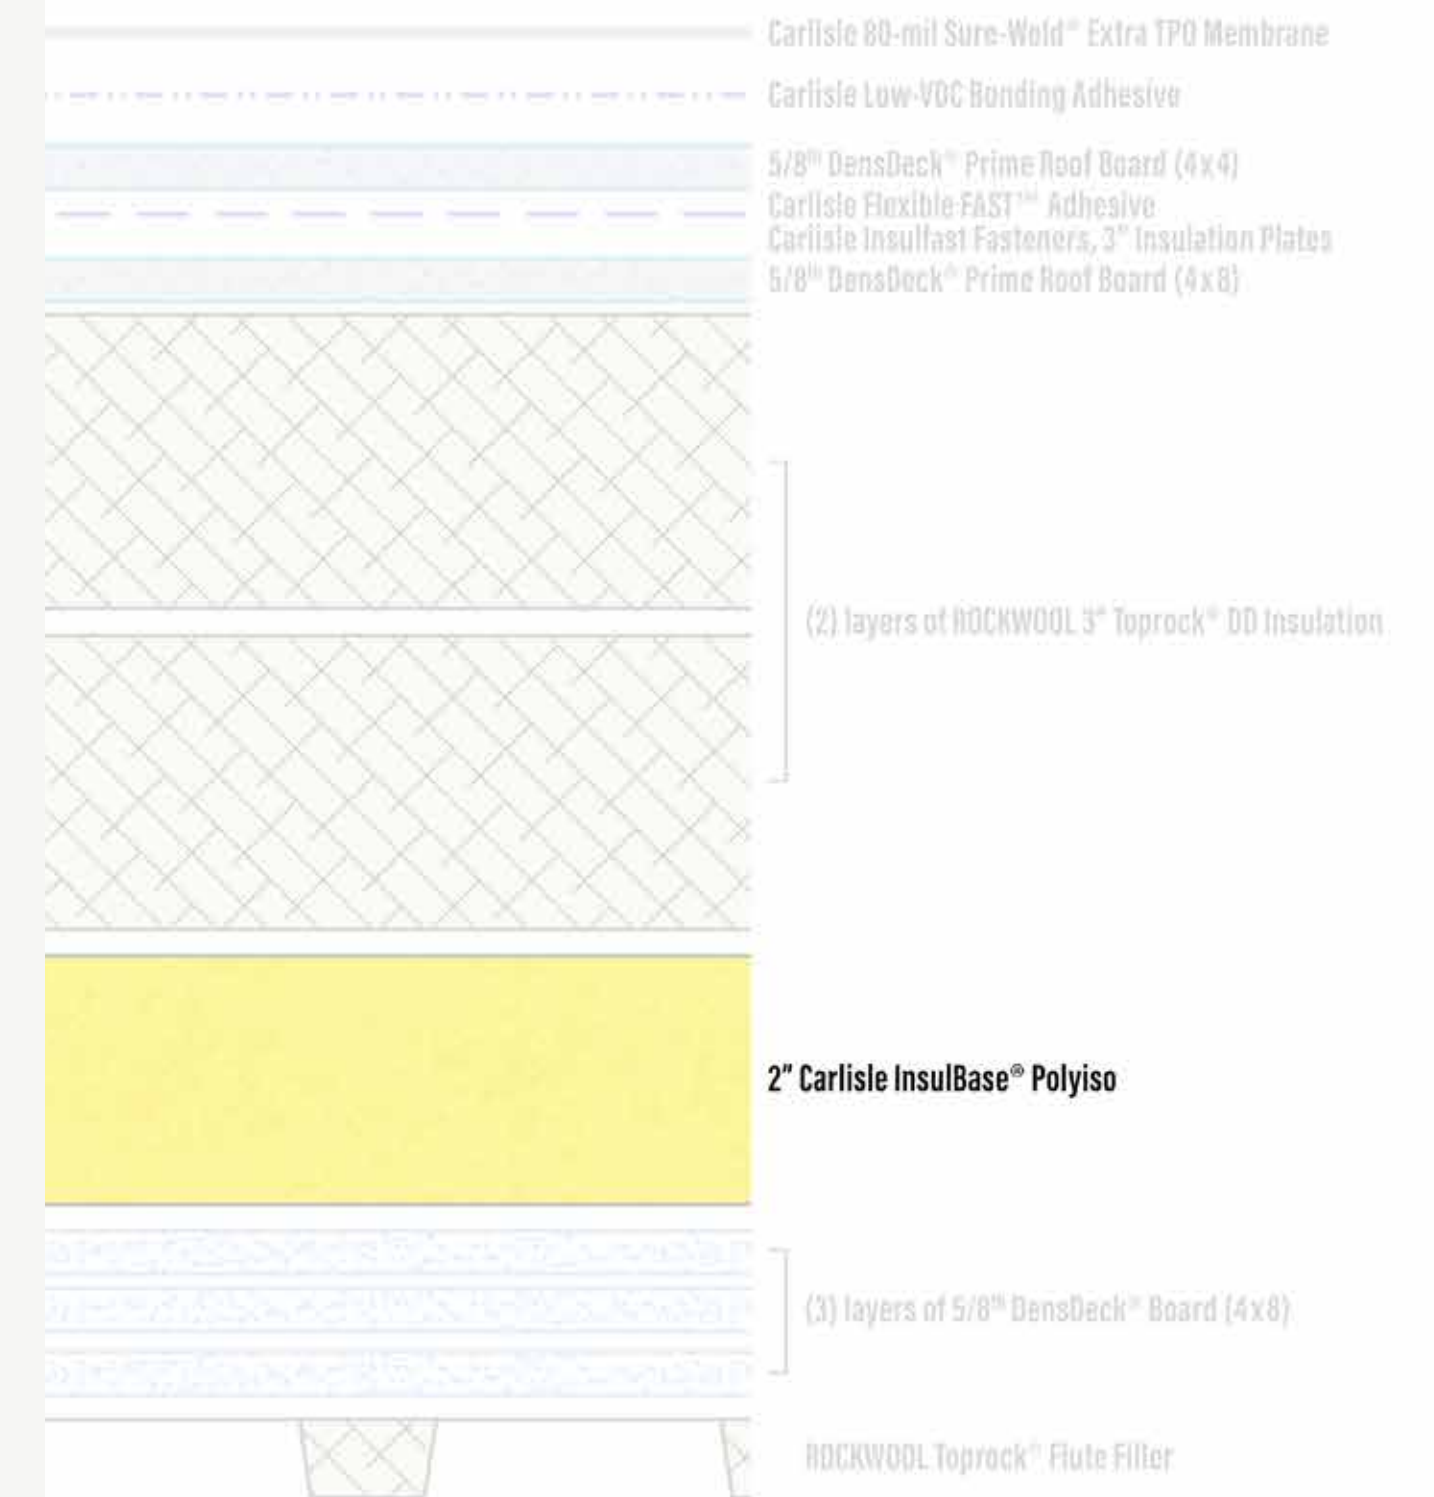 Carlisle 80-mil Sure-Weld® Extra TPO Membrane
Carlisle Low-VOC Bonding Adhesive
5/8" DensDeck® Prime Roof Board (4x4)
Carlisle Flexible FAST™ Adhesive
Carlisle Insulfast Fasteners, 3" Insulation Plates
5/8" DensDeck® Prime Roof Board (4x8)
(2) layers of ROCKWOOL 3" Toprock® DD Insulation
2" Carlisle InsulBase® Polyiso
(3) layers of 5/8" DensDeck® Board (4x8)
ROCKWOOL Toprock® Flute Filler